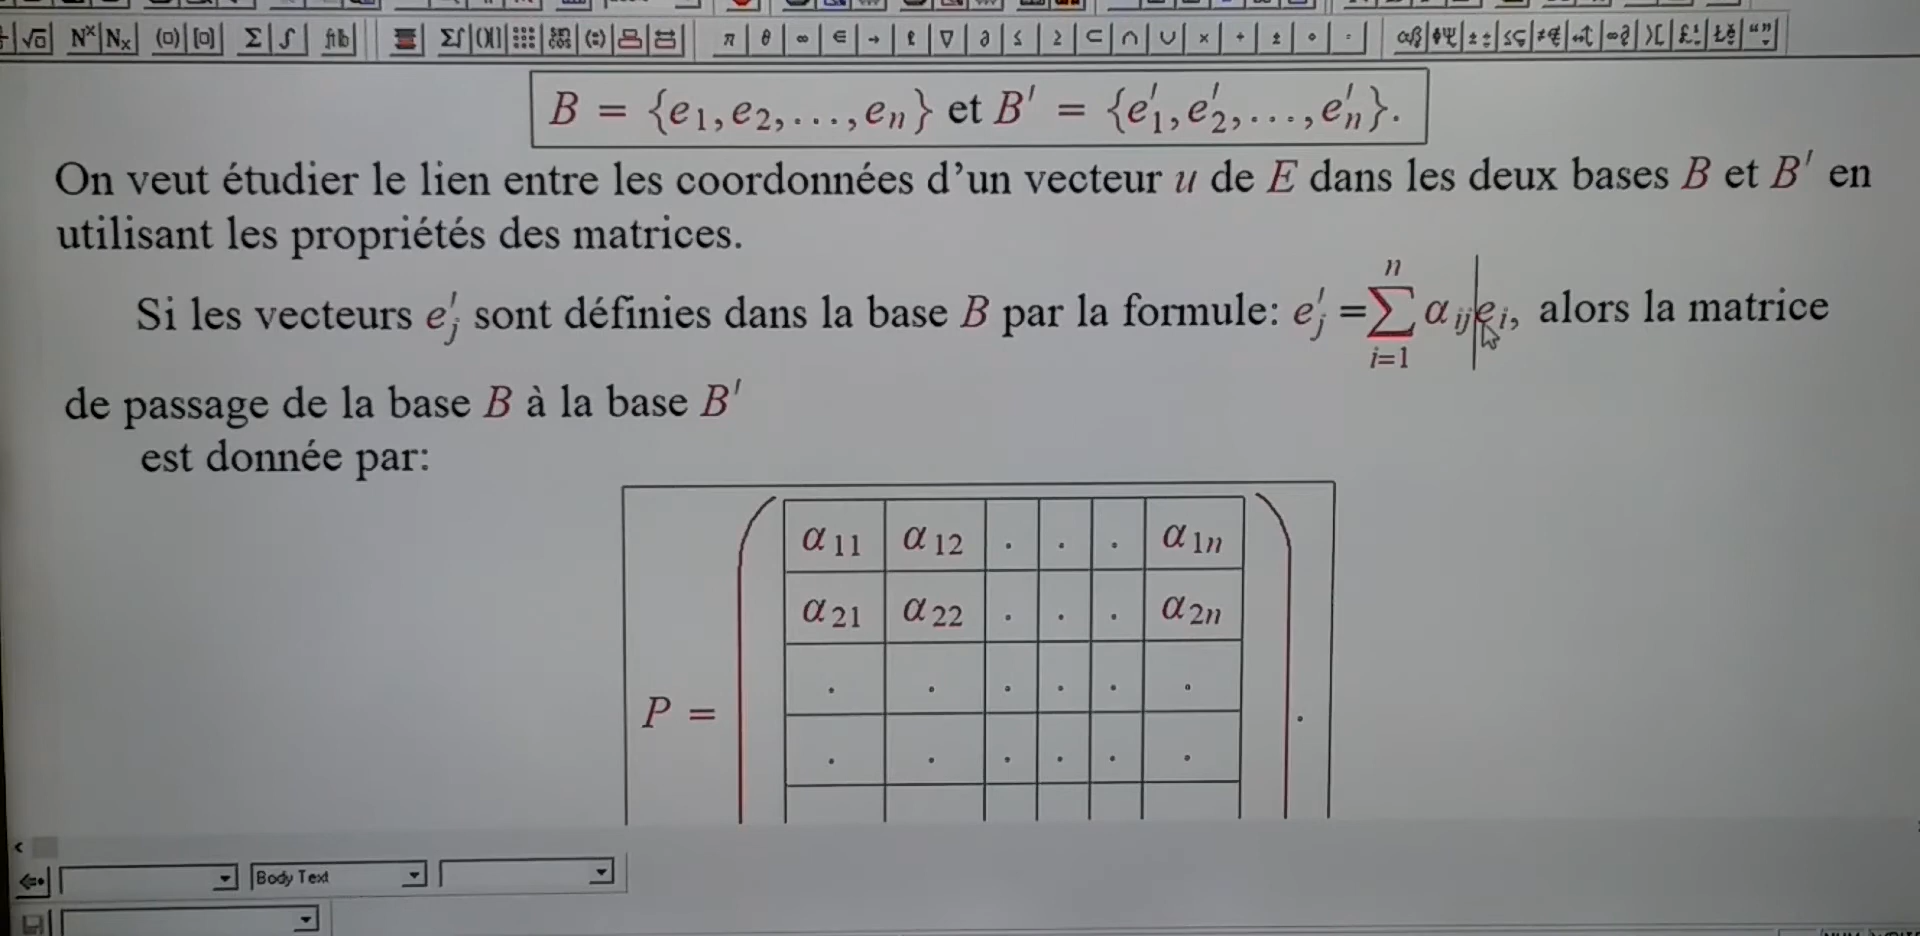 B = {e₁, e₂, . . . , eₙ} et B′ = {e′₁, e′₂, . . . , e′ₙ}.
On veut étudier le lien entre les coordonnées d’un vecteur u de E dans les deux bases B et B′ en
utilisant les propriétés des matrices.
Si les vecteurs e′ⱼ sont définies dans la base B par la formule: e′ⱼ = ∑ⁿᵢ₌₁ αᵢⱼeᵢ, alors la matrice
de passage de la base B à la base B′
est donnée par:
α₁₁ α₁₂ . . . α₁ₙ
α₂₁ α₂₂ . . . α₂ₙ
. . . . . .
P =
. . . . . .
Body Text